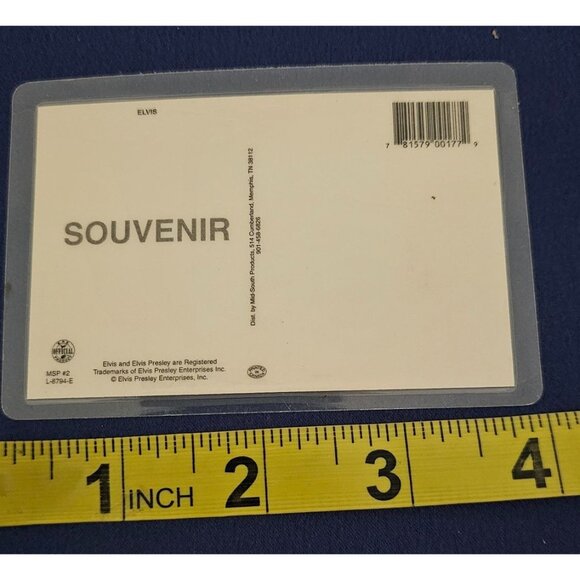 ELVIS
7 81579 00177 9
SOUVENIR
Dist. by Mid-South Products, 514 Cumberland, Memphis, TN 38112
901-458-6826
OFFICIAL
MSP #2
L-8794-E
Elvis and Elvis Presley are Registered
Trademarks of Elvis Presley Enterprises Inc.
© Elvis Presley Enterprises, Inc.
1 INCH 2 3 4